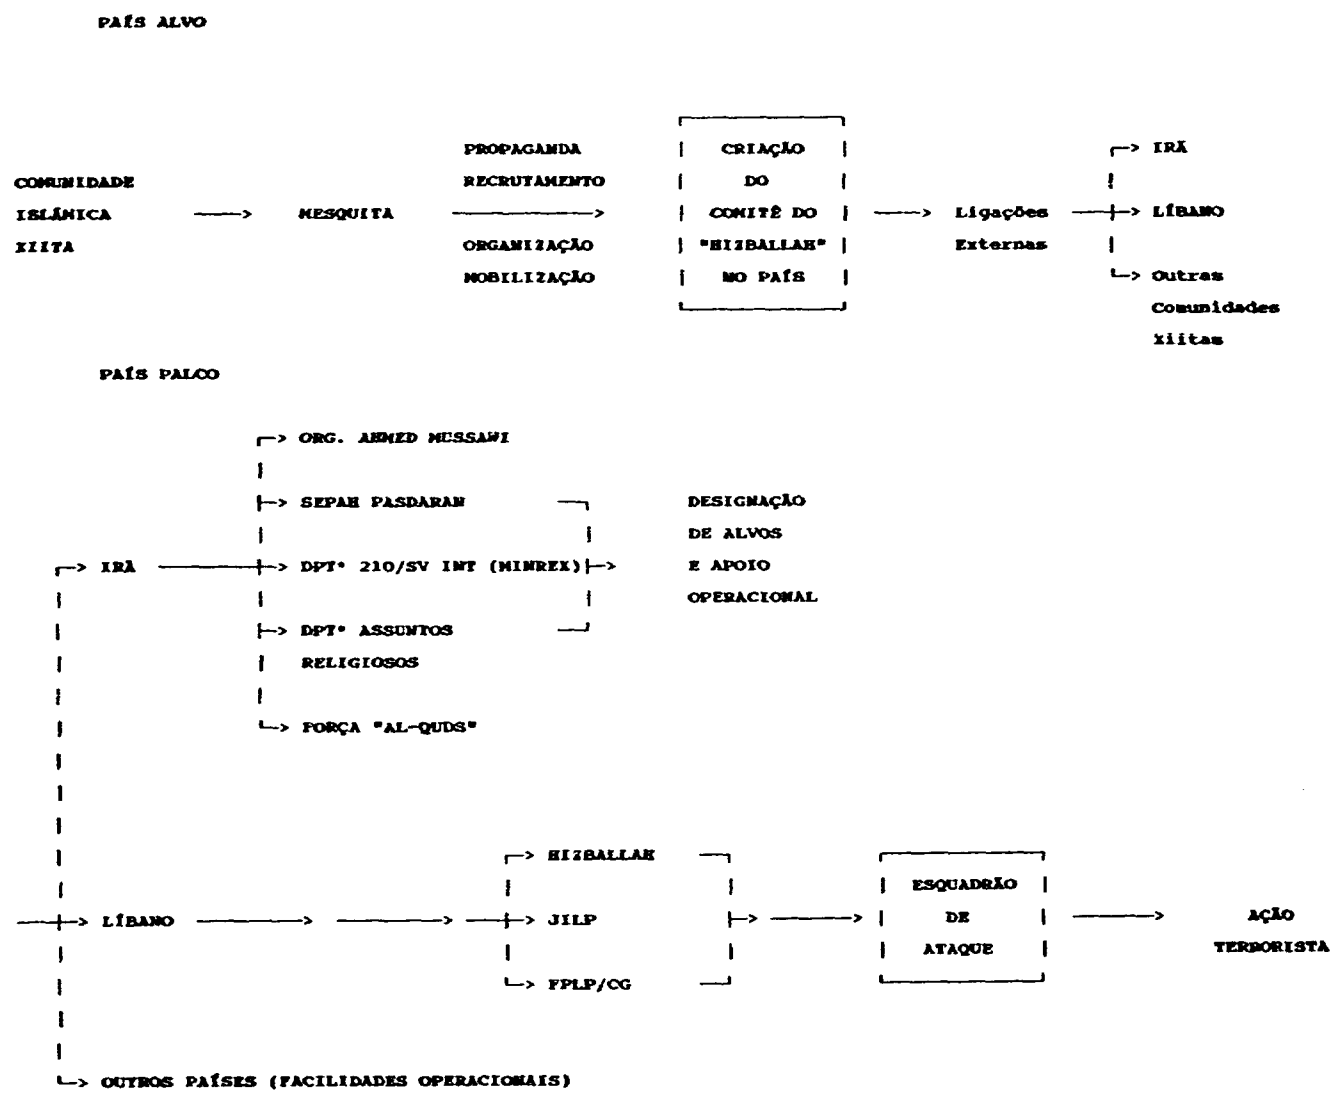 PAÍS ALVO
COMUNIDADE
ISLÂMICA
XIITA
MESQUITA
PROPAGANDA
RECRUTAMENTO
ORGANIZAÇÃO
MOBILIZAÇÃO
CRIAÇÃO
DO
COMITÊ DO
"HIZBALLAH"
NO PAÍS
Ligações
Externas
IRÃ
LÍBANO
Outras
Comunidades
Xiitas
PAÍS PALCO
IRÃ
ORG. AHMED MUSSAWI
SEPAH PASDARAN
DPT° 210/SV INT (MINREX)
DPT° ASSUNTOS
RELIGIOSOS
FORÇA "AL-QUDS"
DESIGNAÇÃO
DE ALVOS
E APOIO
OPERACIONAL
LÍBANO
HIZBALLAH
JILP
FPLP/CG
ESQUADRÃO
DE
ATAQUE
AÇÃO
TERRORISTA
OUTROS PAÍSES (FACILIDADES OPERACIONAIS)